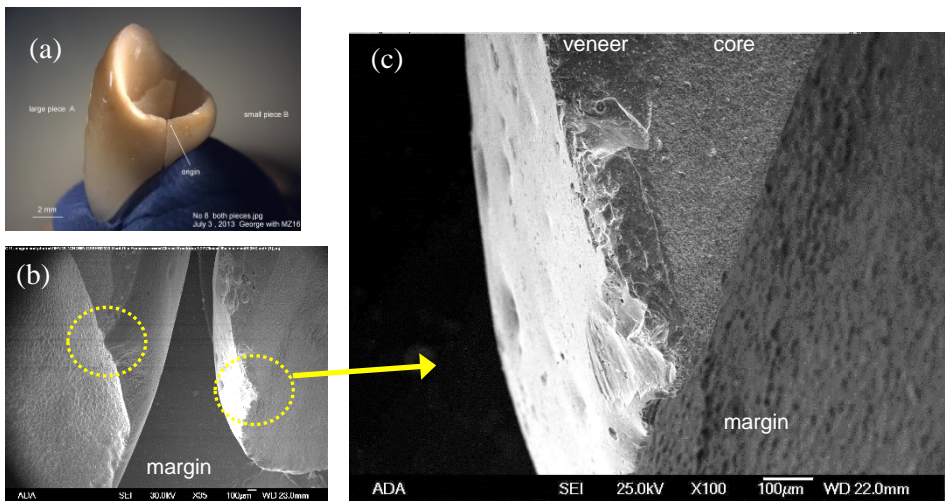 (a)
large piece A
small piece B
origin
2 mm
No 8 both pieces.jpg
July 3 , 2013 George with MZ16
(b)
margin
ADA SEI 30.0kV X35 100µm WD 23.0mm
(c)
veneer core
margin
ADA SEI 25.0kV X100 100µm WD 22.0mm